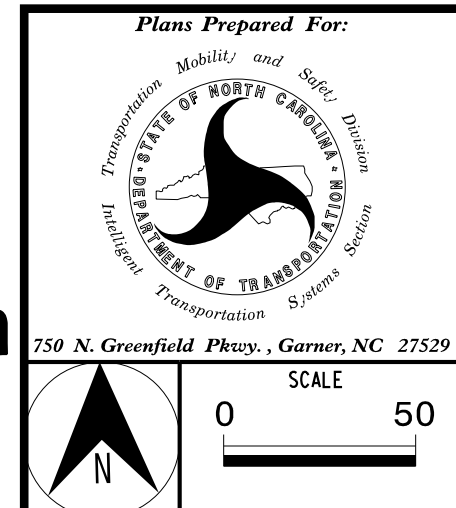 Plans Prepared For:
Transportation Mobility and Safety Division
STATE OF NORTH CAROLINA
DEPARTMENT OF TRANSPORTATION
Intelligent Transportation Systems Section
750 N. Greenfield Pkwy., Garner, NC 27529
SCALE
0 50
N